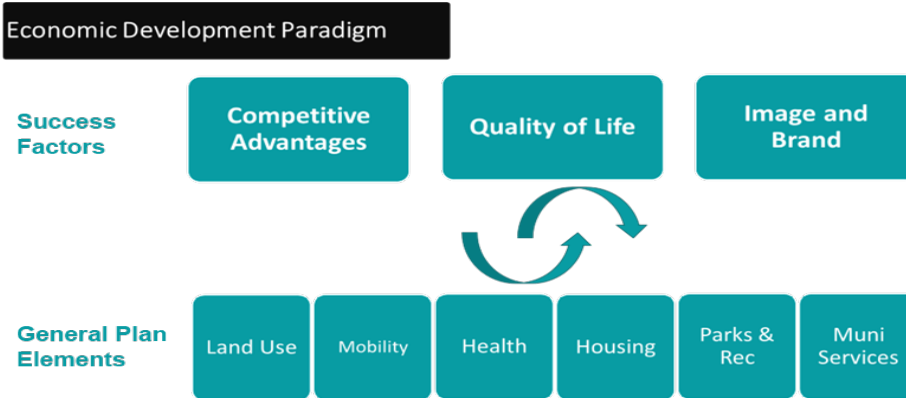 Economic Development Paradigm
Success
Factors
Competitive
Advantages
Quality of Life
Image and
Brand
General Plan
Elements
Land Use
Mobility
Health
Housing
Parks &
Rec
Muni
Services